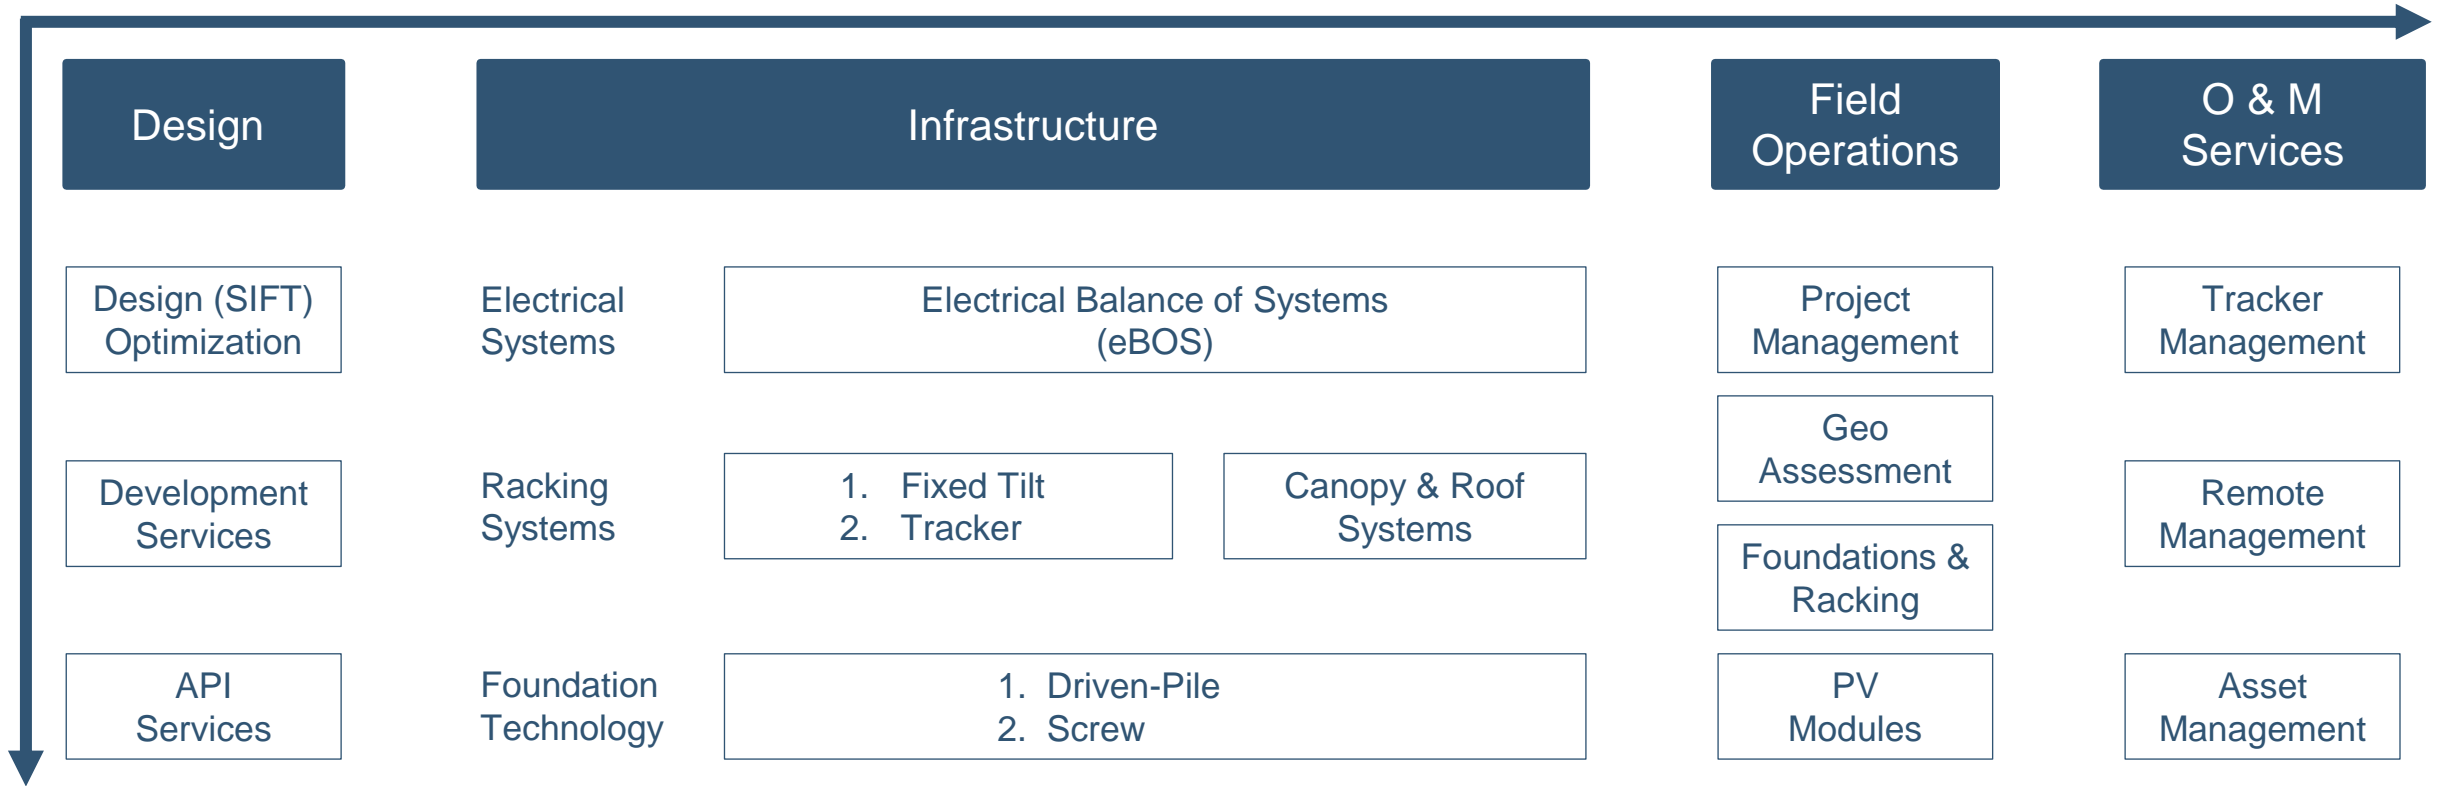 Design
Infrastructure
Field
Operations
O & M
Services
Design (SIFT)
Optimization
Development
Services
API
Services
Electrical
Systems
Electrical Balance of Systems
(eBOS)
Racking
Systems
1. Fixed Tilt
2. Tracker
Canopy & Roof
Systems
Foundation
Technology
1. Driven-Pile
2. Screw
Project
Management
Geo
Assessment
Foundations &
Racking
PV
Modules
Tracker
Management
Remote
Management
Asset
Management